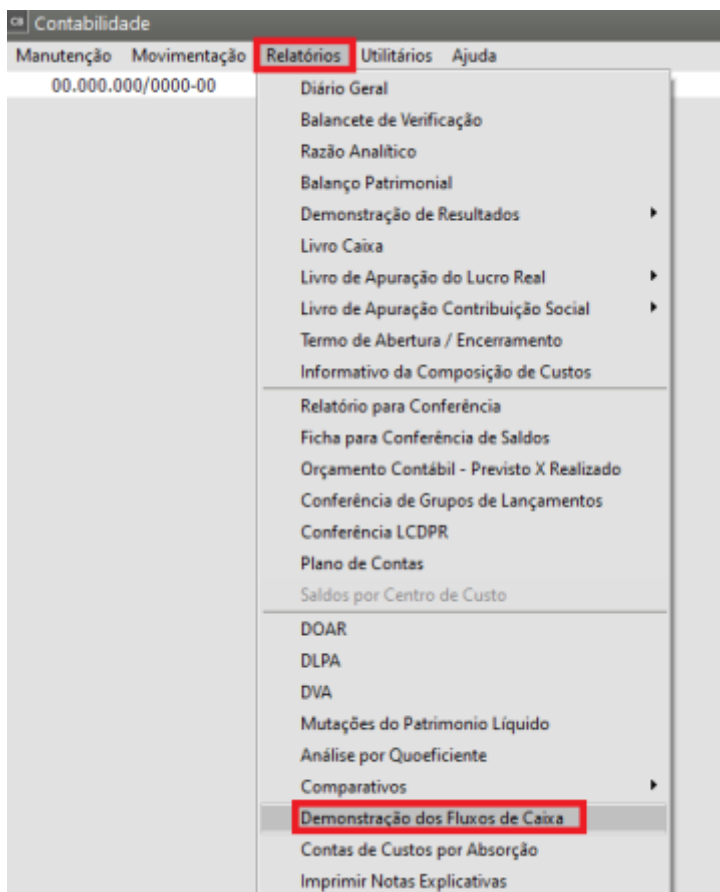 CB Contabilidade
Manutenção Movimentação Relatórios Utilitários Ajuda
00.000.000/0000-00
Diário Geral
Balancete de Verificação
Razão Analítico
Balanço Patrimonial
Demonstração de Resultados
Livro Caixa
Livro de Apuração do Lucro Real
Livro de Apuração Contribuição Social
Termo de Abertura / Encerramento
Informativo da Composição de Custos
Relatório para Conferência
Ficha para Conferência de Saldos
Orçamento Contábil - Previsto X Realizado
Conferência de Grupos de Lançamentos
Conferência LCDPR
Plano de Contas
Saldos por Centro de Custo
DOAR
DLPA
DVA
Mutações do Patrimonio Líquido
Análise por Quoeficiente
Comparativos
Demonstração dos Fluxos de Caixa
Contas de Custos por Absorção
Imprimir Notas Explicativas